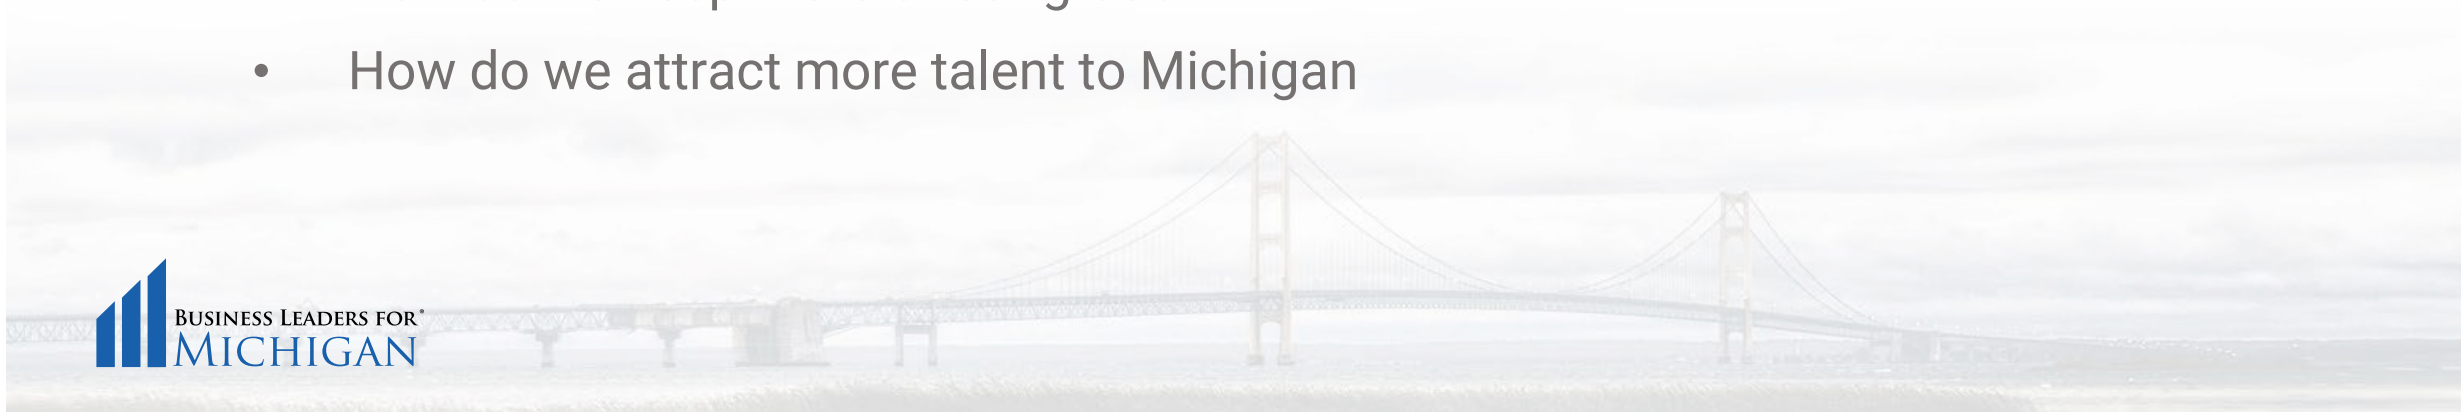 • How do we attract more talent to Michigan
BUSINESS LEADERS FOR®
MICHIGAN